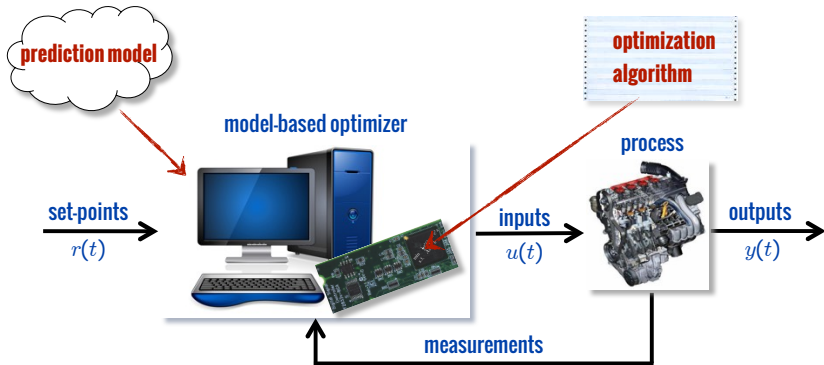 prediction model
optimization
algorithm
model-based optimizer
process
set-points
r(t)
inputs
u(t)
outputs
y(t)
measurements